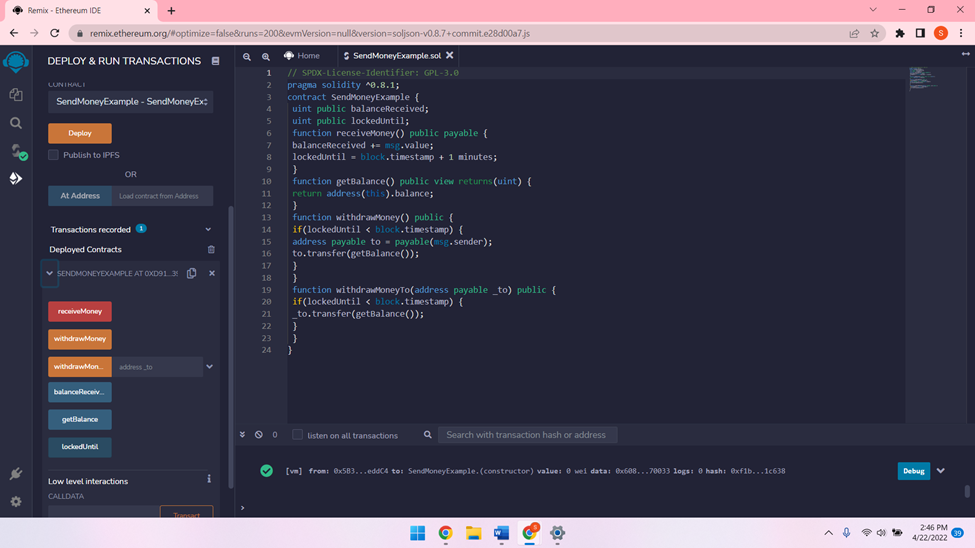 Remix - Ethereum IDE
remix.ethereum.org/#optimize=false&runs=200&evmVersion=null&version=soljson-v0.8.7+commit.e28d00a7.js
S
DEPLOY & RUN TRANSACTIONS
CONTRACT
SendMoneyExample - SendMoneyEx
Deploy
Publish to IPFS
OR
At Address
Load contract from Address
Transactions recorded 1
Deployed Contracts
SENDMONEYEXAMPLE AT 0XD91...39
receiveMoney
withdrawMoney
withdrawMon... address _to
balanceReceiv...
getBalance
lockedUntil
Low level interactions
i
CALLDATA
Transact
Home
SendMoneyExample.sol
1 // SPDX-License-Identifier: GPL-3.0
2 pragma solidity ^0.8.1;
3 contract SendMoneyExample {
4 uint public balanceReceived;
5 uint public lockedUntil;
6 function receiveMoney() public payable {
7 balanceReceived += msg.value;
8 lockedUntil = block.timestamp + 1 minutes;
9 }
10 function getBalance() public view returns(uint) {
11 return address(this).balance;
12 }
13 function withdrawMoney() public {
14 if(lockedUntil < block.timestamp) {
15 address payable to = payable(msg.sender);
16 to.transfer(getBalance());
17 }
18 }
19 function withdrawMoneyTo(address payable _to) public {
20 if(lockedUntil < block.timestamp) {
21 _to.transfer(getBalance());
22 }
23 }
24 }
0
listen on all transactions
Search with transaction hash or address
[vm] from: 0x5B3...eddC4 to: SendMoneyExample.(constructor) value: 0 wei data: 0x608...70033 logs: 0 hash: 0xf1b...1c638
Debug
>
2:46 PM
4/22/2022
39